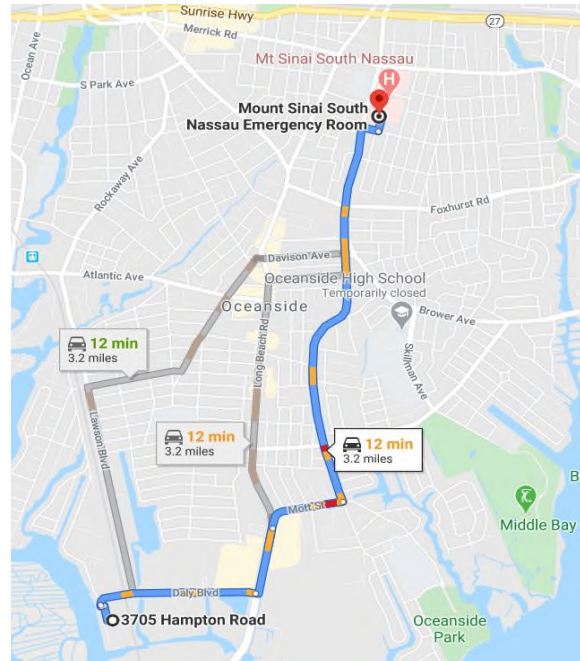 Sunrise Hwy
27
Merrick Rd
Ocean Ave
Mt Sinai South Nassau
H
S Park Ave
Mount Sinai South
Nassau Emergency Room
Rockaway Ave
Foxhurst Rd
Davison Ave
Atlantic Ave
Oceanside High School
Temporarily closed
Oceanside
Brower Ave
Long Beach Rd
Skillman Ave
12 min
3.2 miles
Lawson Blvd
12 min
3.2 miles
12 min
3.2 miles
Mott St
Middle Bay
B
Daly Blvd
3705 Hampton Road
Oceanside
Park